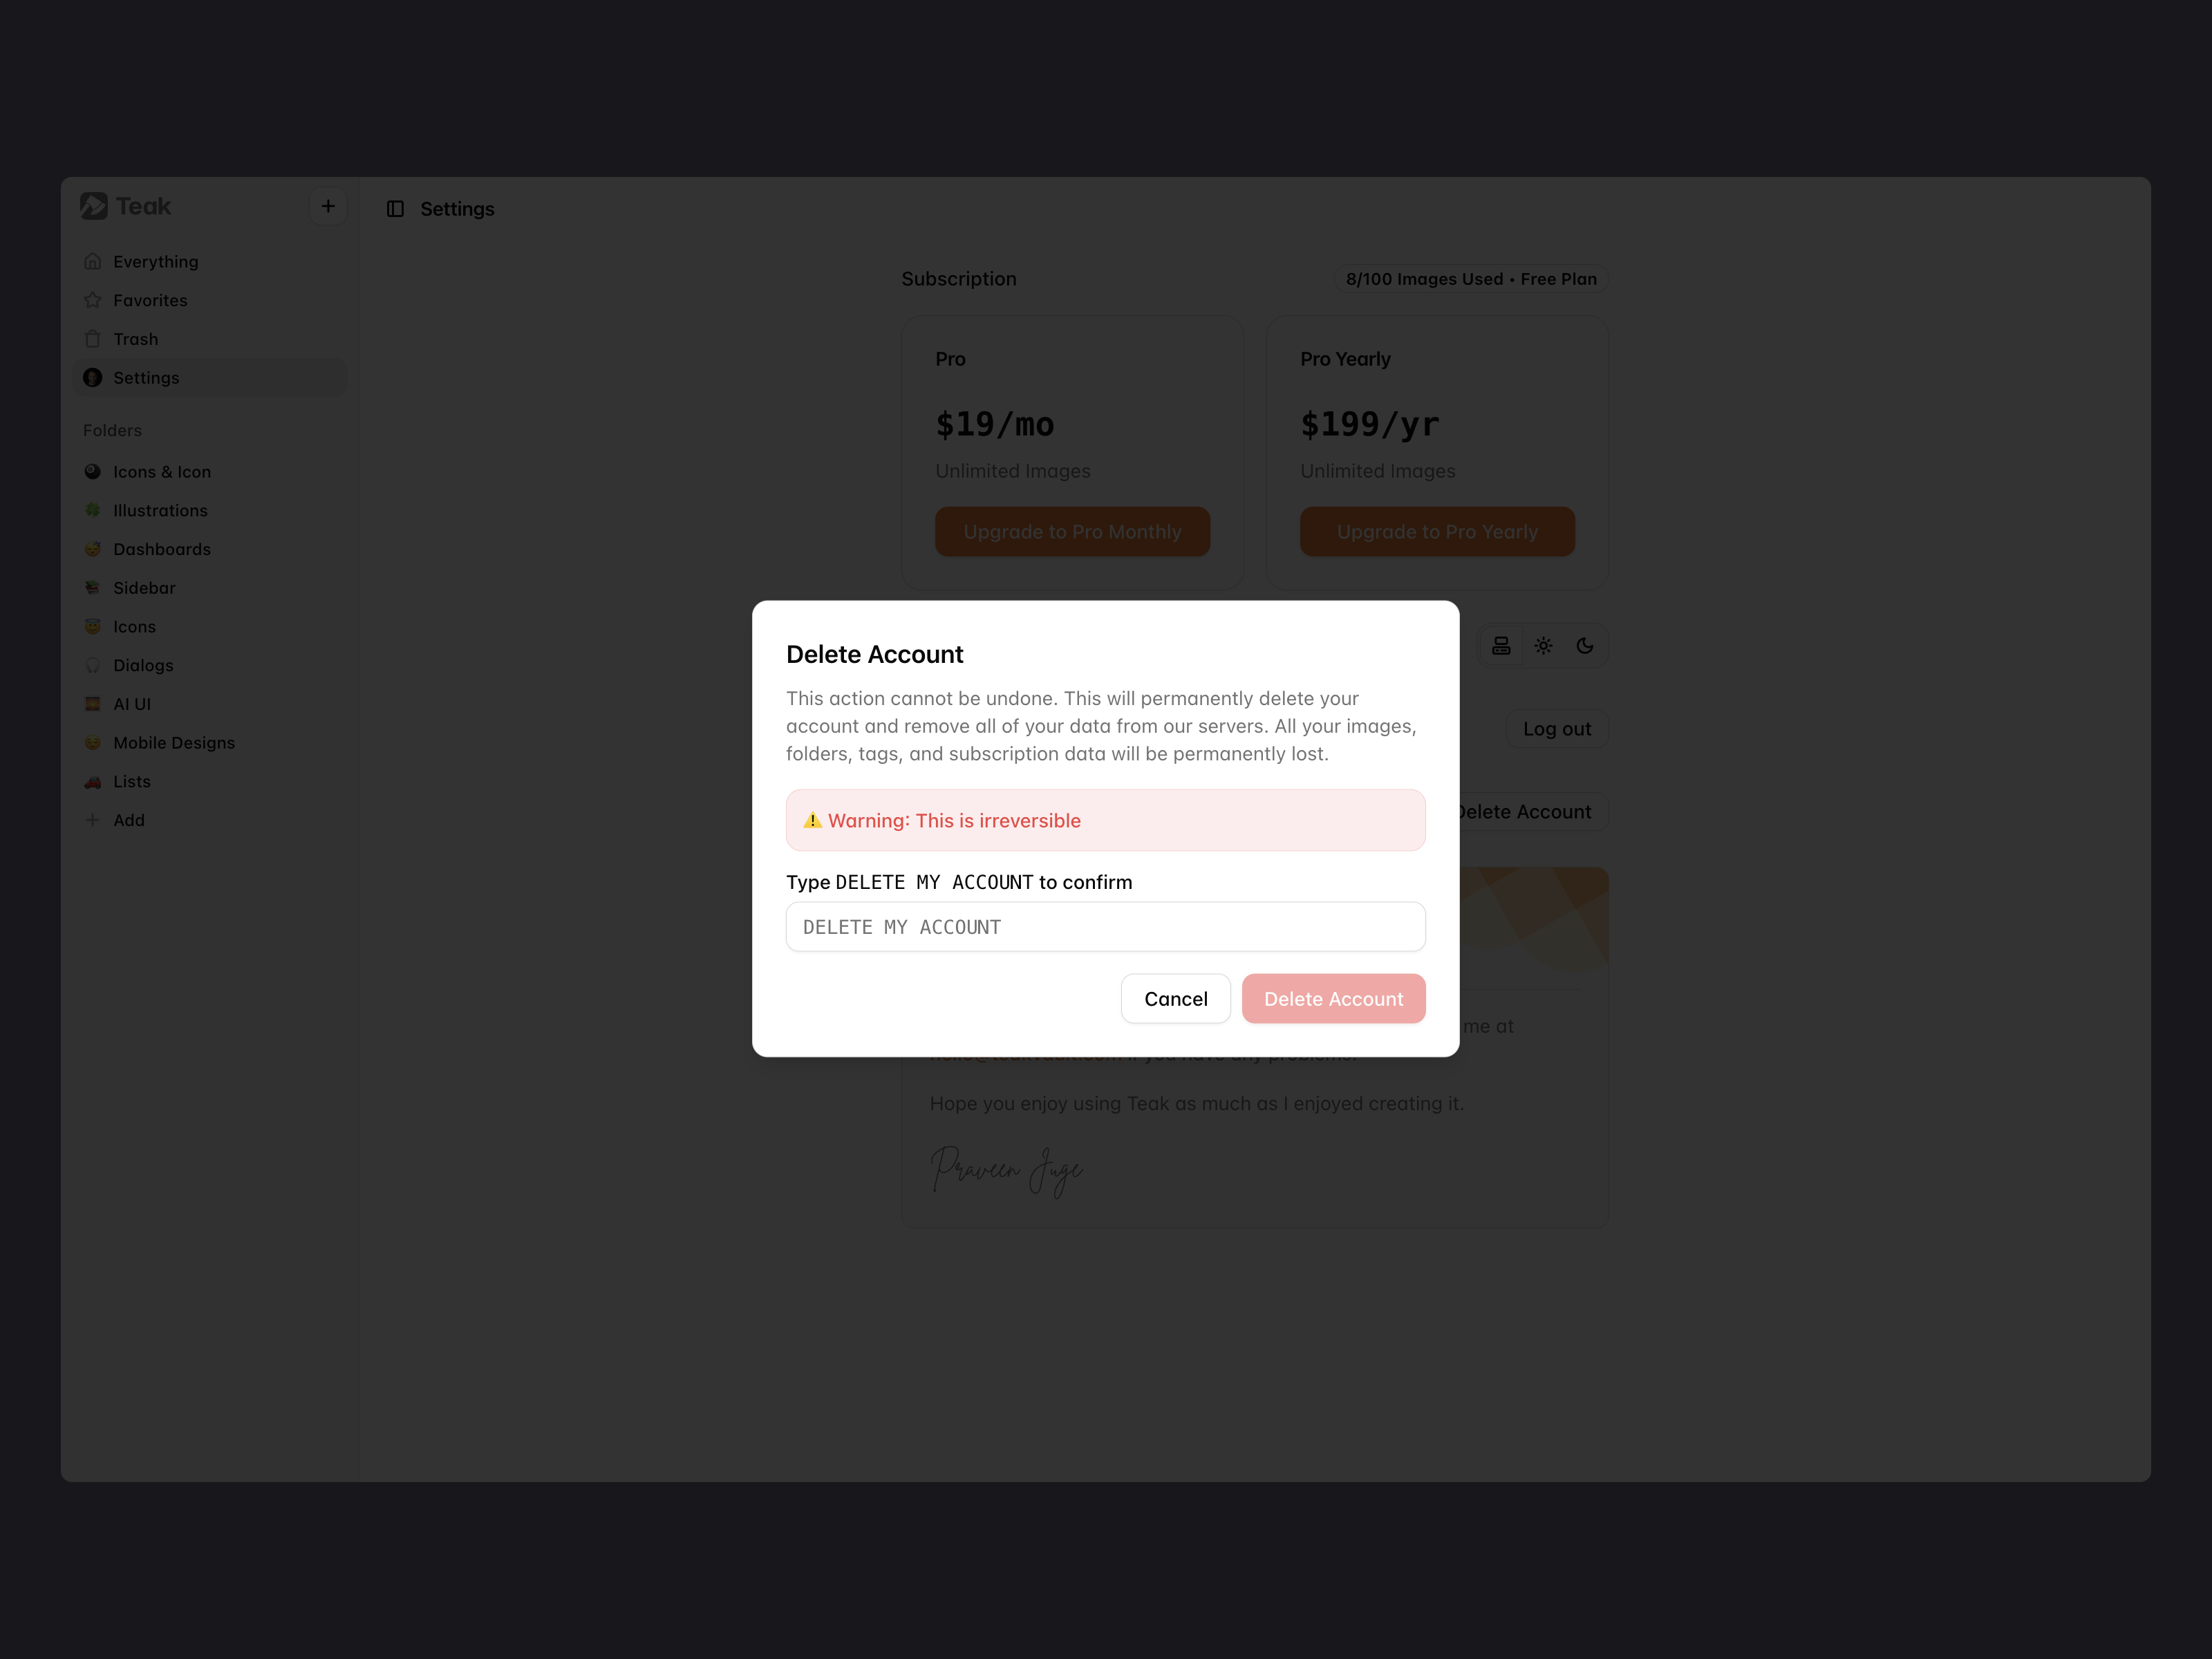 Teak
Settings
Everything
Favorites
Trash
Settings
Folders
Icons & Icon
Illustrations
Dashboards
Sidebar
Icons
Dialogs
AI UI
Mobile Designs
Lists
Add
Subscription
8/100 Images Used • Free Plan
Pro
$19/mo
Unlimited Images
Upgrade to Pro Monthly
Pro Yearly
$199/yr
Unlimited Images
Upgrade to Pro Yearly
Log out
Delete Account
Delete Account
This action cannot be undone. This will permanently delete your
account and remove all of your data from our servers. All your images,
folders, tags, and subscription data will be permanently lost.
⚠️ Warning: This is irreversible
Type DELETE MY ACCOUNT to confirm
DELETE MY ACCOUNT
Cancel
Delete Account
me at
if you have any problems.
Hope you enjoy using Teak as much as I enjoyed creating it.
Praveen Juge